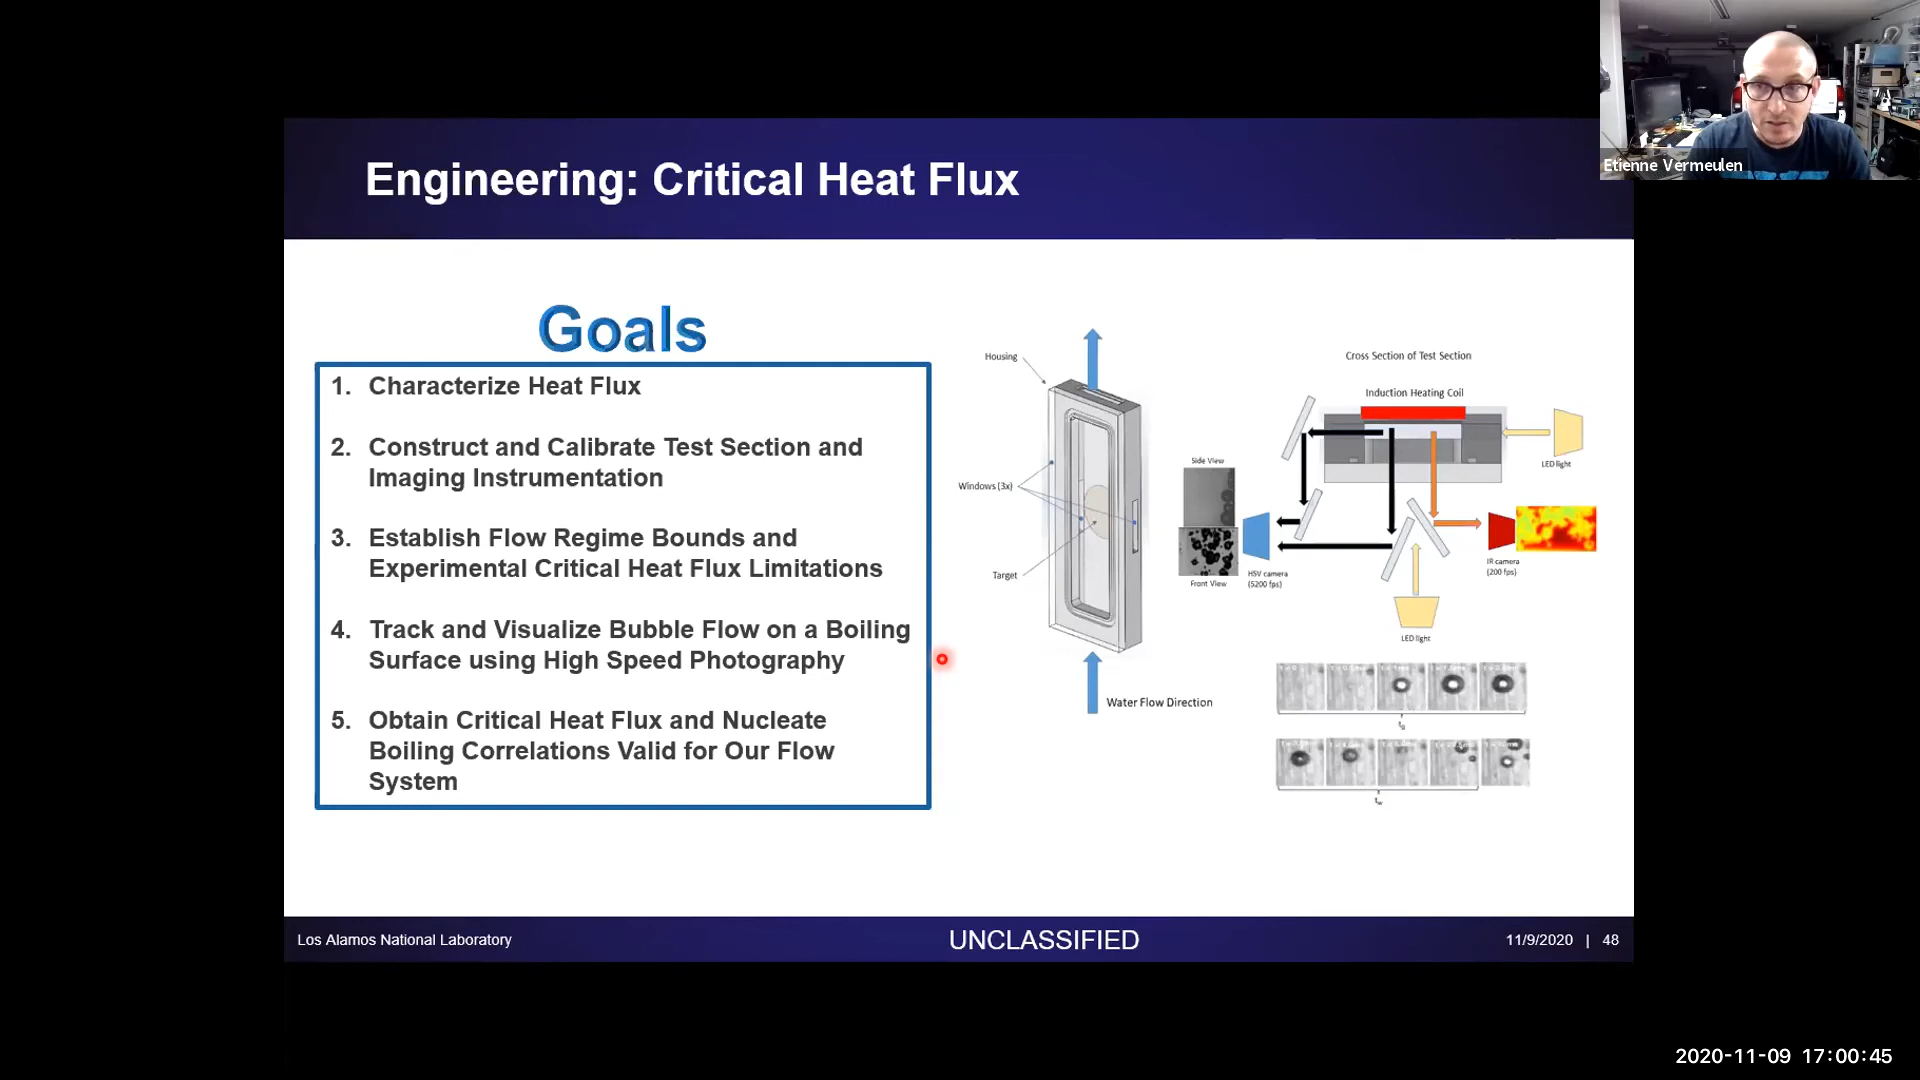 Etienne Vermeulen
Engineering: Critical Heat Flux
Goals
1. Characterize Heat Flux
2. Construct and Calibrate Test Section and
Imaging Instrumentation
3. Establish Flow Regime Bounds and
Experimental Critical Heat Flux Limitations
4. Track and Visualize Bubble Flow on a Boiling
Surface using High Speed Photography
5. Obtain Critical Heat Flux and Nucleate
Boiling Correlations Valid for Our Flow
System
Housing
Windows (3x)
Target
Water Flow Direction
Cross Section of Test Section
Induction Heating Coil
LED light
Side View
Front View
HSV camera
(5200 fps)
IR camera
(200 fps)
LED light
Los Alamos National Laboratory
UNCLASSIFIED
11/9/2020 | 48
2020-11-09 17:00:45